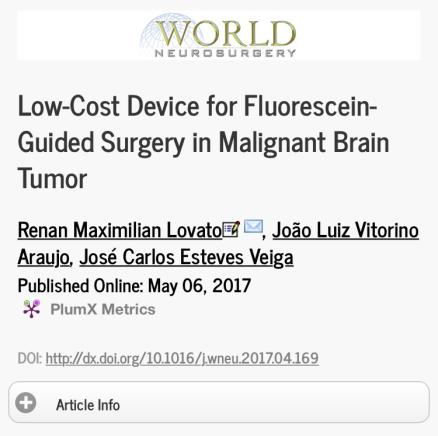 WORLD
NEUROSURGERY
Low-Cost Device for Fluorescein-
Guided Surgery in Malignant Brain
Tumor
Renan Maximilian Lovato, João Luiz Vitorino
Araujo, José Carlos Esteves Veiga
Published Online: May 06, 2017
PlumX Metrics
DOI: http://dx.doi.org/10.1016/j.wneu.2017.04.169
Article Info